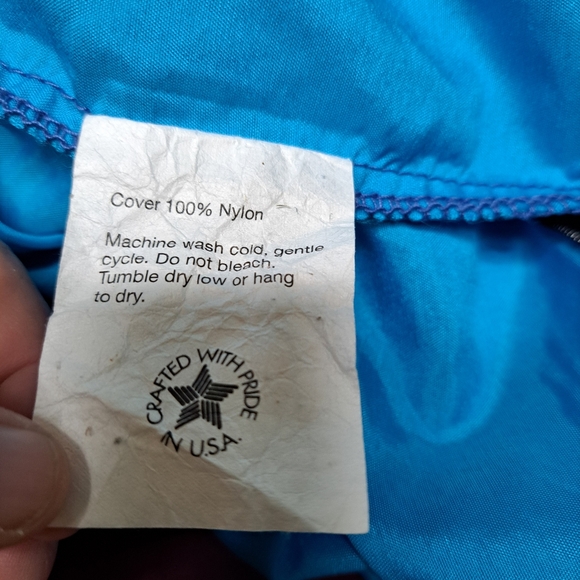 Cover 100% Nylon
Machine wash cold, gentle
cycle. Do not bleach.
Tumble dry low or hang
to dry.
CRAFTED WITH PRIDE
IN U.S.A.